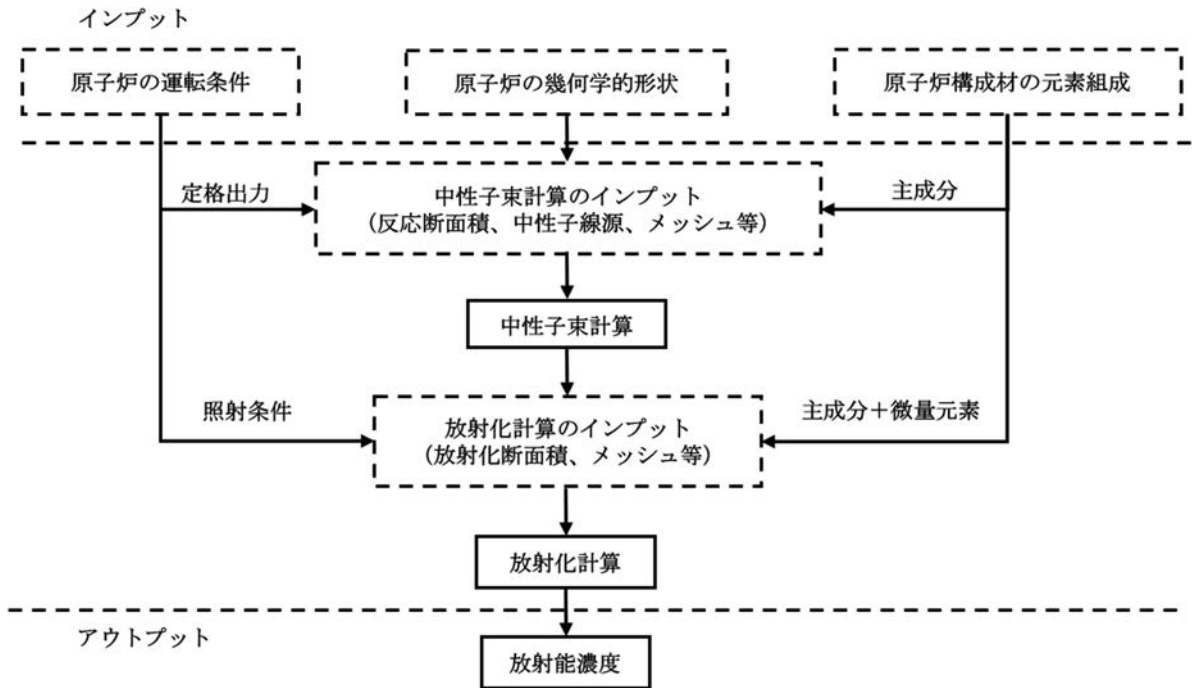 インプット
原子炉の運転条件
原子炉の幾何学的形状
原子炉構成材の元素組成
定格出力
中性子束計算のインプット
(反応断面積、中性子線源、メッシュ等)
主成分
中性子束計算
照射条件
放射化計算のインプット
(放射化断面積、メッシュ等)
主成分＋微量元素
放射化計算
アウトプット
放射能濃度